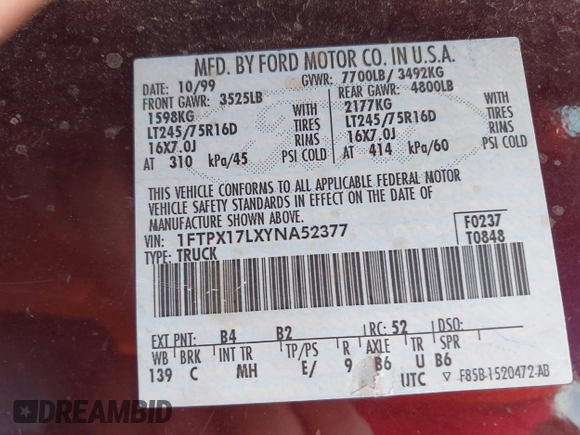 MFD. BY FORD MOTOR CO. IN U.S.A.
DATE: 10/99 GVWR: 7700LB/ 3492KG
FRONT GAWR: 3525LB REAR GAWR: 4800LB
1598KG WITH 2177KG WITH
LT245/75R16D TIRES LT245/75R16D TIRES
16X7.0J RIMS 16X7.0J RIMS
AT 310 kPa/45 PSI COLD AT 414 kPa/60 PSI COLD
THIS VEHICLE CONFORMS TO ALL APPLICABLE FEDERAL MOTOR
VEHICLE SAFETY STANDARDS IN EFFECT ON THE DATE OF
MANUFACTURE SHOWN ABOVE.
VIN: 1FTPX17LXYNA52377 F0237
TYPE: TRUCK T0848
EXT PNT: B4 B2 RC: 52 DSO:
WB BRK INT TR TP/PS R AXLE TR SPR
139 C MH E/ 9 B6 U B6
UTC ▽ F85B-1520472-AB
DREAMBID